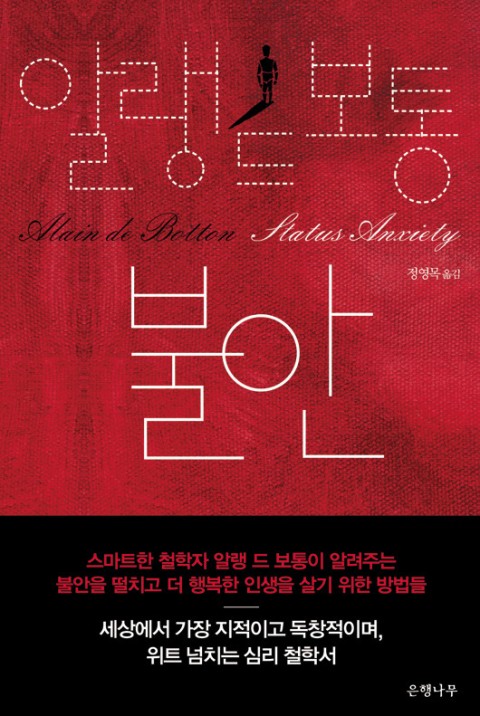 알랭 드 보통
Alain de Botton Status Anxiety
정영목 옮김
불안
스마트한 철학자 알랭 드 보통이 알려주는
불안을 떨치고 더 행복한 인생을 살기 위한 방법들
세상에서 가장 지적이고 독창적이며,
위트 넘치는 심리 철학서
은행나무